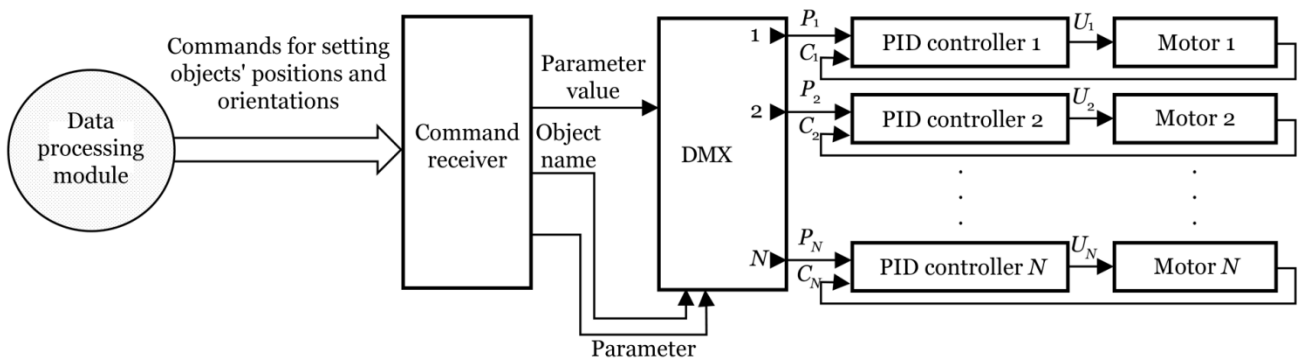 Commands for setting
objects' positions and
orientations
Data
processing
module
Command
receiver
Parameter
value
Object
name
Parameter
DMX
1
2
N
P1
C1
PID controller 1
U1
Motor 1
P2
C2
PID controller 2
U2
Motor 2
. . .
. . .
PN
CN
PID controller N
UN
Motor N